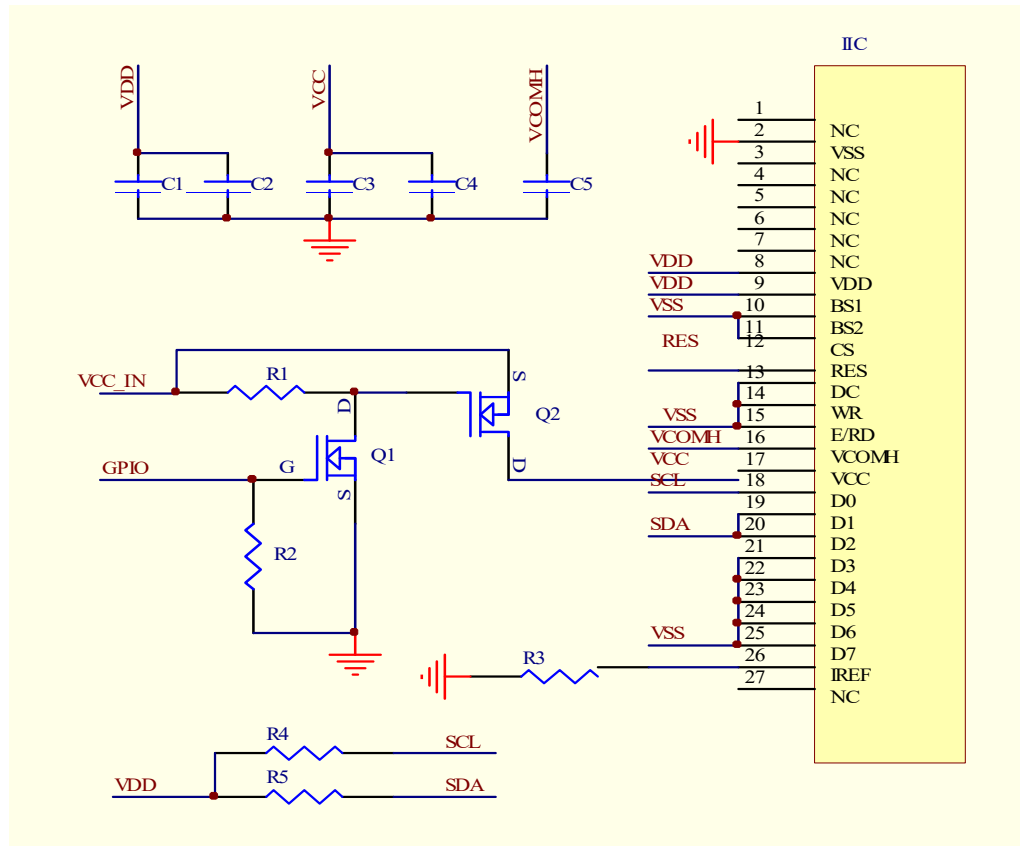 IIC
VDD
VCC
VCOMH
C1
C2
C3
C4
C5
1
2
3
4
5
6
7
8
9
10
11
12
13
14
15
16
17
18
19
20
21
22
23
24
25
26
27
NC
VSS
NC
NC
NC
NC
NC
VDD
BS1
BS2
CS
RES
DC
WR
E/RD
VCOMH
VCC
D0
D1
D2
D3
D4
D5
D6
D7
IREF
NC
VDD
VDD
VSS
RES
VSS
VCOMH
VCC
SCL
SDA
VSS
VCC_IN
R1
D
S
Q2
D
GPIO
G
Q1
S
R2
R3
R4
SCL
VDD
R5
SDA